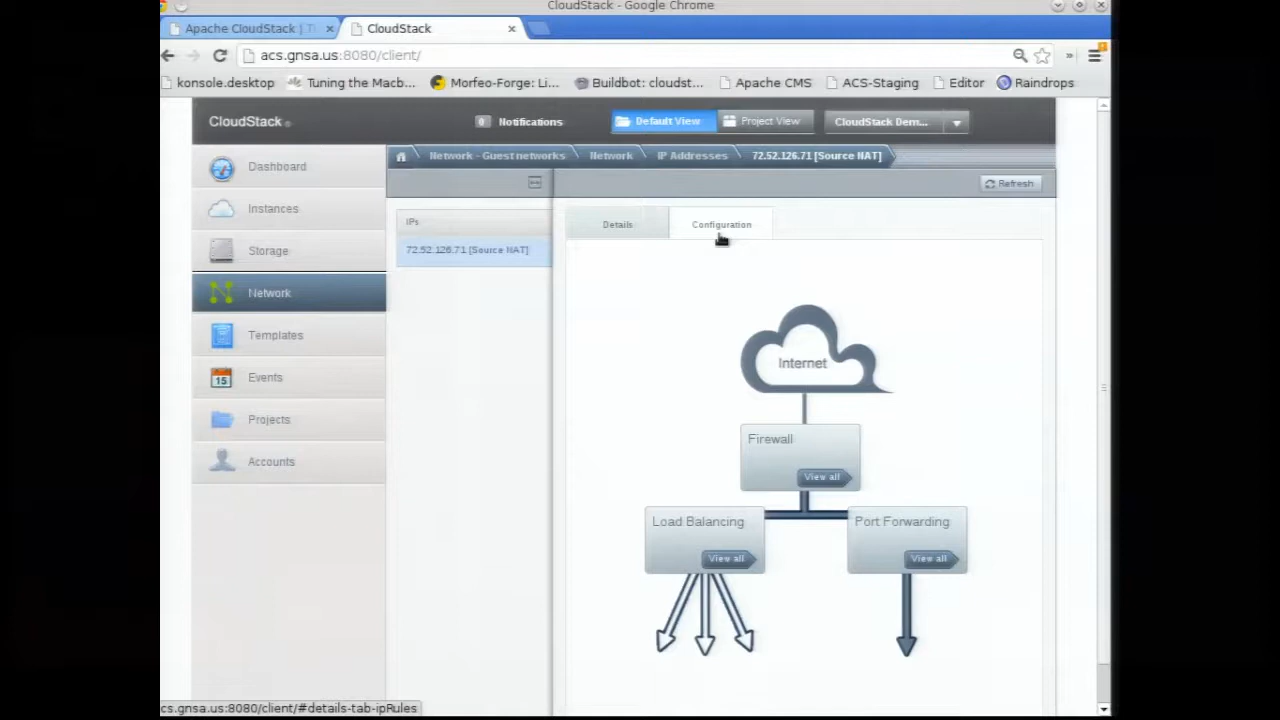 CloudStack - Google Chrome
Apache CloudStack | T
CloudStack
acs.gnsa.us:8080/client/
konsole.desktop
Tuning the Macb...
Morfeo-Forge: Li...
Buildbot: cloudst...
Apache CMS
ACS-Staging
Editor
Raindrops
CloudStack
0 Notifications
Default View
Project View
CloudStack Dem...
Network - Guest networks
Network
IP Addresses
72.52.126.71 [Source NAT]
Refresh
Dashboard
Instances
Storage
Network
Templates
15 Events
Projects
Accounts
IPs
72.52.126.71 [Source NAT]
Details
Configuration
Internet
Firewall
View all
Load Balancing
View all
Port Forwarding
View all
cs.gnsa.us:8080/client/#details-tab-ipRules